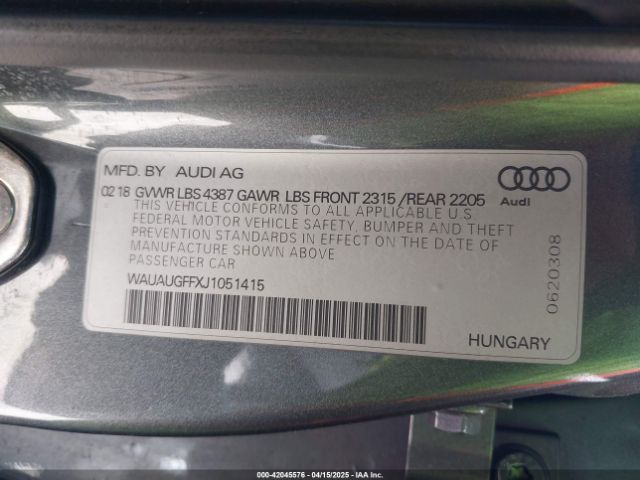 MFD. BY AUDI AG
02 18 GVWR LBS 4387 GAWR LBS FRONT 2315 /REAR 2205
THIS VEHICLE CONFORMS TO ALL APPLICABLE U.S.
FEDERAL MOTOR VEHICLE SAFETY, BUMPER AND THEFT
PREVENTION STANDARDS IN EFFECT ON THE DATE OF
MANUFACTURE SHOWN ABOVE
PASSENGER CAR
WAUAUGFFXJ1051415
Audi
0620308
HUNGARY
000-42045576 - 04/15/2025 - IAA Inc.